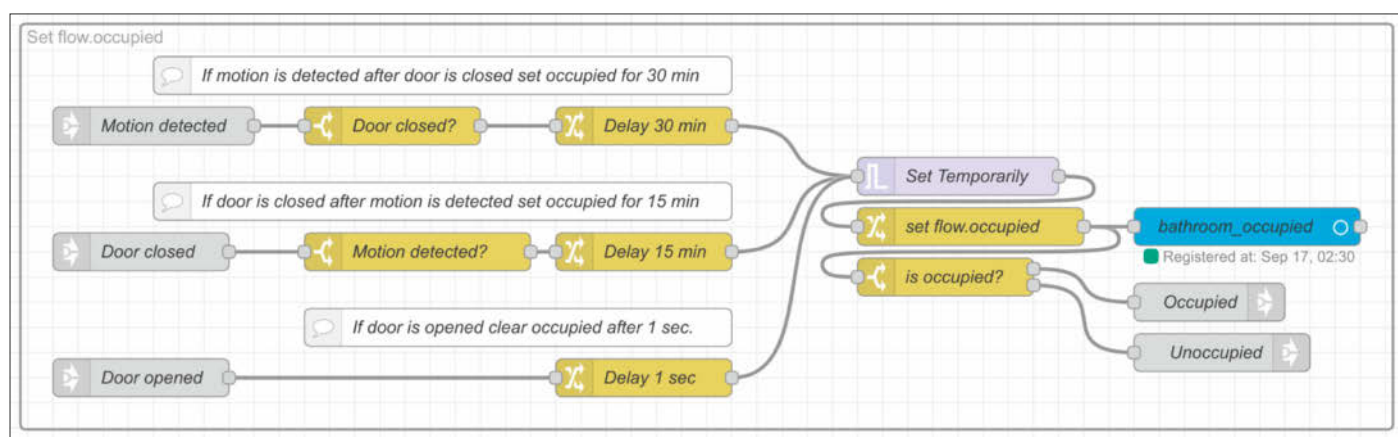 Set flow.occupied
If motion is detected after door is closed set occupied for 30 min
Motion detected
Door closed?
Delay 30 min
Set Temporarily
If door is closed after motion is detected set occupied for 15 min
set flow.occupied
bathroom_occupied
Door closed
Motion detected?
Delay 15 min
Registered at: Sep 17, 02:30
is occupied?
Occupied
If door is opened clear occupied after 1 sec.
Unoccupied
Door opened
Delay 1 sec